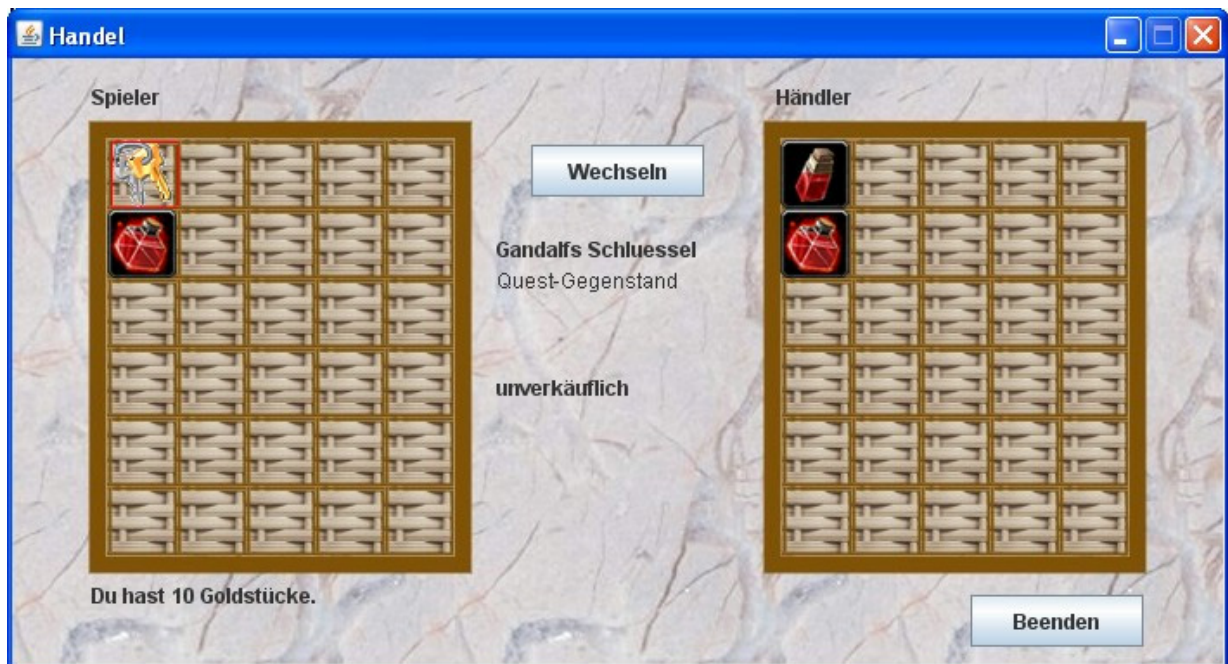 Handel
Spieler
Händler
Wechseln
Gandalfs Schluessel
Quest-Gegenstand
unverkäuflich
Du hast 10 Goldstücke.
Beenden